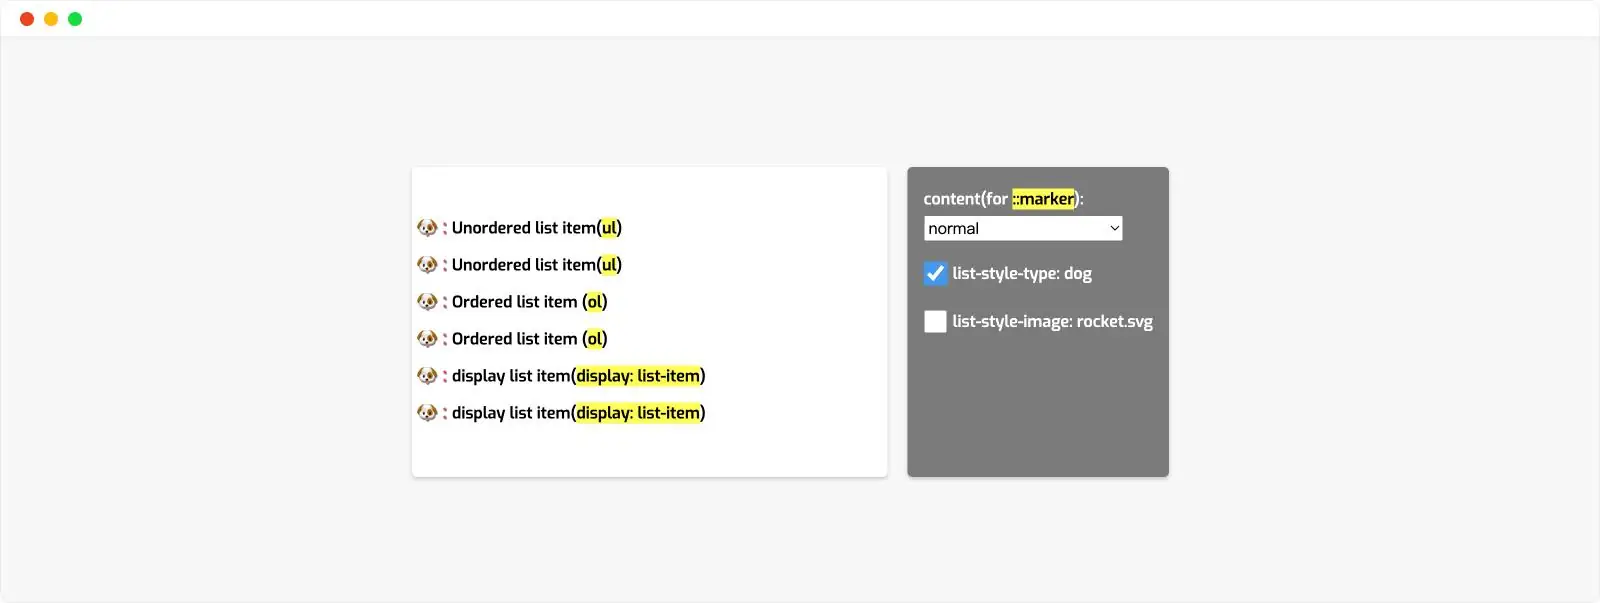 🐶 : Unordered list item(ul)
🐶 : Unordered list item(ul)
🐶 : Ordered list item (ol)
🐶 : Ordered list item (ol)
🐶 : display list item(display: list-item)
🐶 : display list item(display: list-item)
content(for ::marker):
normal
list-style-type: dog
list-style-image: rocket.svg